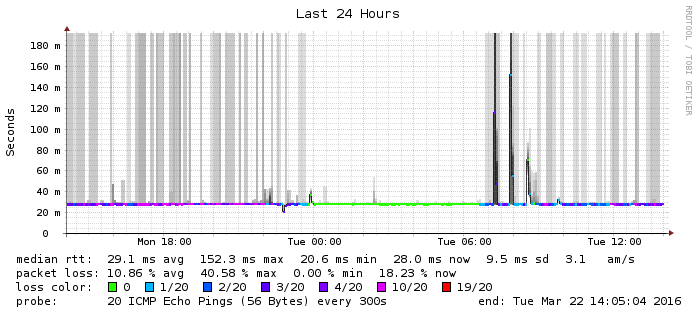 Last 24 Hours
RRDTOOL / TOBI OETIKER
Seconds
180 m
160 m
140 m
120 m
100 m
80 m
60 m
40 m
20 m
0
Mon 18:00 Tue 00:00 Tue 06:00 Tue 12:00
median rtt: 29.1 ms avg 152.3 ms max 20.6 ms min 28.0 ms now 9.5 ms sd 3.1 am/s
packet loss: 10.86 % avg 40.58 % max 0.00 % min 18.23 % now
loss color: 0 1/20 2/20 3/20 4/20 10/20 19/20
probe: 20 ICMP Echo Pings (56 Bytes) every 300s end: Tue Mar 22 14:05:04 2016